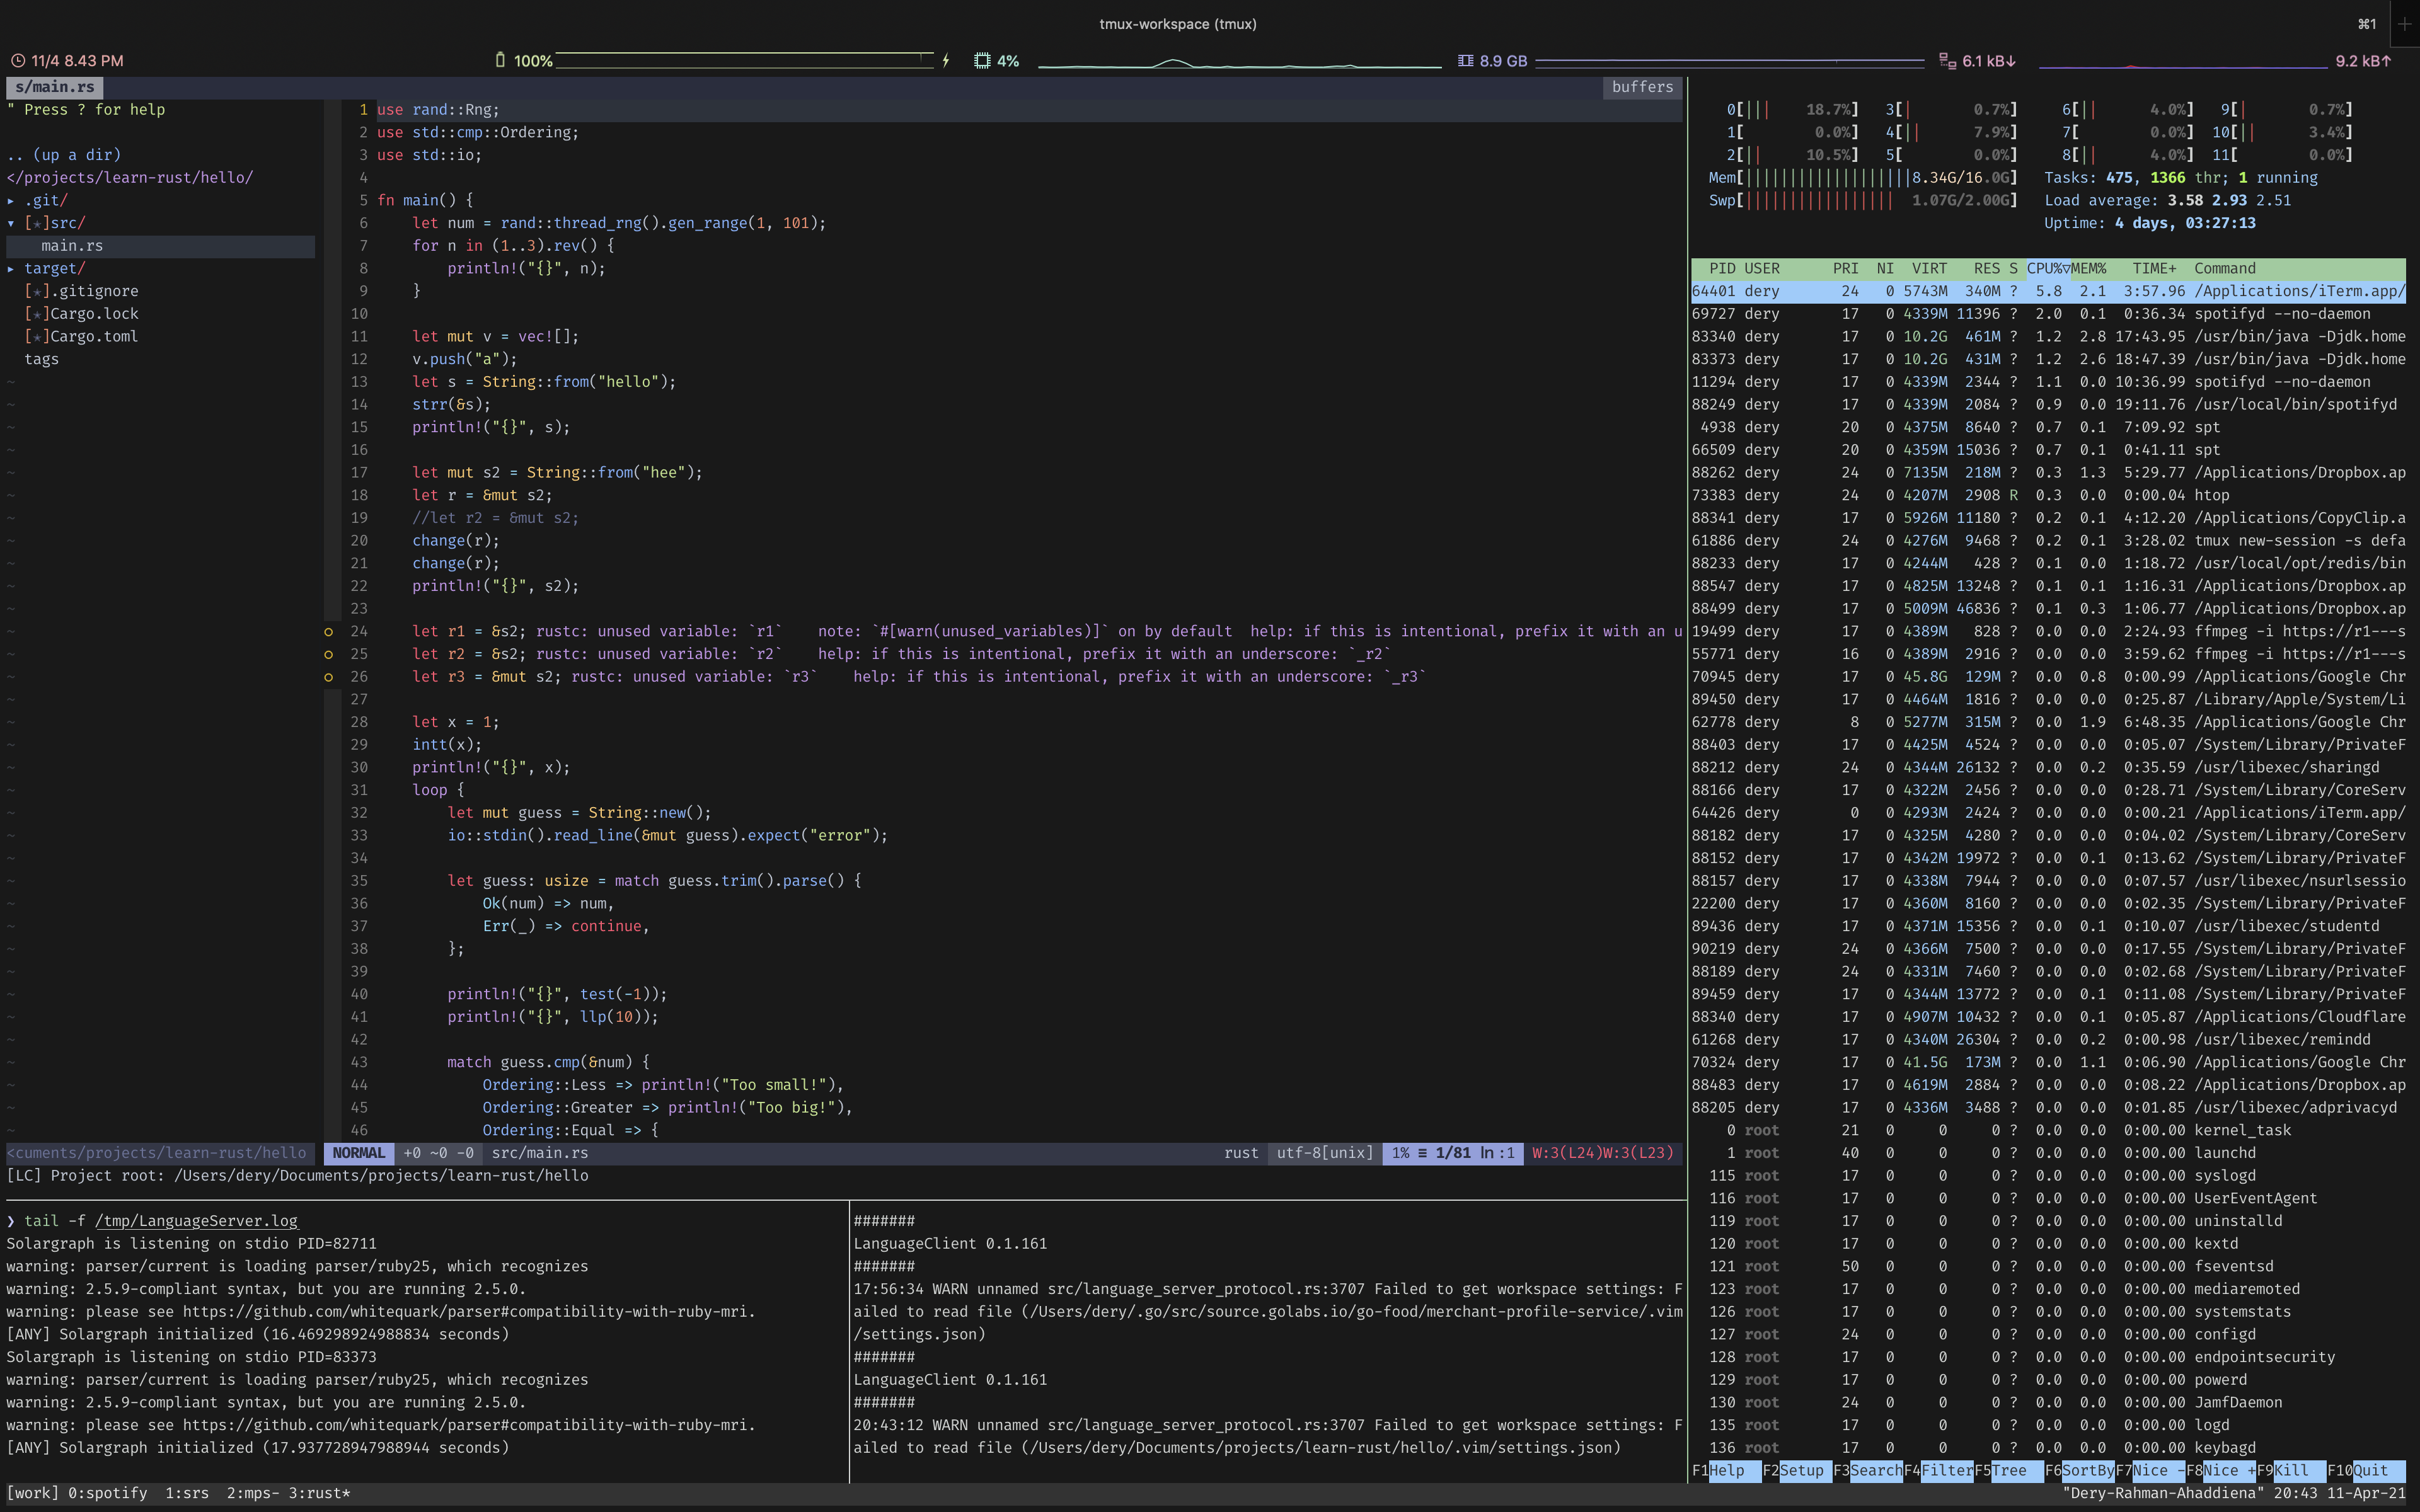 tmux-workspace (tmux)
⌘1
11/4 8.43 PM
100%
4%
8.9 GB
6.1 kB↓
9.2 kB↑
s/main.rs
buffers
" Press ? for help
.. (up a dir)
</projects/learn-rust/hello/
▸ .git/
▾ [★]src/
main.rs
▸ target/
[★].gitignore
[★]Cargo.lock
[★]Cargo.toml
tags
1 use rand::Rng;
2 use std::cmp::Ordering;
3 use std::io;
4
5 fn main() {
6     let num = rand::thread_rng().gen_range(1, 101);
7     for n in (1..3).rev() {
8         println!("{}", n);
9     }
10
11     let mut v = vec![];
12     v.push("a");
13     let s = String::from("hello");
14     strr(&s);
15     println!("{}", s);
16
17     let mut s2 = String::from("hee");
18     let r = &mut s2;
19     //let r2 = &mut s2;
20     change(r);
21     change(r);
22     println!("{}", s2);
23
24     let r1 = &s2; rustc: unused variable: `r1`    note: `#[warn(unused_variables)]` on by default  help: if this is intentional, prefix it with an u
25     let r2 = &s2; rustc: unused variable: `r2`    help: if this is intentional, prefix it with an underscore: `_r2`
26     let r3 = &mut s2; rustc: unused variable: `r3`    help: if this is intentional, prefix it with an underscore: `_r3`
27
28     let x = 1;
29     intt(x);
30     println!("{}", x);
31     loop {
32         let mut guess = String::new();
33         io::stdin().read_line(&mut guess).expect("error");
34
35         let guess: usize = match guess.trim().parse() {
36             Ok(num) => num,
37             Err(_) => continue,
38         };
39
40         println!("{}", test(-1));
41         println!("{}", llp(10));
42
43         match guess.cmp(&num) {
44             Ordering::Less => println!("Too small!"),
45             Ordering::Greater => println!("Too big!"),
46             Ordering::Equal => {
<cuments/projects/learn-rust/hello
NORMAL +0 ~0 -0 src/main.rs
rust utf-8[unix] 1% ≡ 1/81 ln :1 W:3(L24)W:3(L23)
[LC] Project root: /Users/dery/Documents/projects/learn-rust/hello
❯ tail -f /tmp/LanguageServer.log
Solargraph is listening on stdio PID=82711
warning: parser/current is loading parser/ruby25, which recognizes
warning: 2.5.9-compliant syntax, but you are running 2.5.0.
warning: please see https://github.com/whitequark/parser#compatibility-with-ruby-mri.
[ANY] Solargraph initialized (16.469298924988834 seconds)
Solargraph is listening on stdio PID=83373
warning: parser/current is loading parser/ruby25, which recognizes
warning: 2.5.9-compliant syntax, but you are running 2.5.0.
warning: please see https://github.com/whitequark/parser#compatibility-with-ruby-mri.
[ANY] Solargraph initialized (17.937728947988944 seconds)
#######
LanguageClient 0.1.161
#######
17:56:34 WARN unnamed src/language_server_protocol.rs:3707 Failed to get workspace settings: F
ailed to read file (/Users/dery/.go/src/source.golabs.io/go-food/merchant-profile-service/.vim
/settings.json)
#######
LanguageClient 0.1.161
#######
20:43:12 WARN unnamed src/language_server_protocol.rs:3707 Failed to get workspace settings: F
ailed to read file (/Users/dery/Documents/projects/learn-rust/hello/.vim/settings.json)
0[||| 18.7%] 3[| 0.7%] 6[|| 4.0%] 9[| 0.7%]
1[ 0.0%] 4[|| 7.9%] 7[ 0.0%] 10[|| 3.4%]
2[|| 10.5%] 5[ 0.0%] 8[|| 4.0%] 11[ 0.0%]
Mem[|||||||||||||||||||8.34G/16.0G] Tasks: 475, 1366 thr; 1 running
Swp[||||||||||||||||| 1.07G/2.00G] Load average: 3.58 2.93 2.51
Uptime: 4 days, 03:27:13
PID USER PRI NI VIRT RES S CPU%▽MEM% TIME+ Command
64401 dery 24 0 5743M 340M ? 5.8 2.1 3:57.96 /Applications/iTerm.app/
69727 dery 17 0 4339M 11396 ? 2.0 0.1 0:36.34 spotifyd --no-daemon
83340 dery 17 0 10.2G 461M ? 1.2 2.8 17:43.95 /usr/bin/java -Djdk.home
83373 dery 17 0 10.2G 431M ? 1.2 2.6 18:47.39 /usr/bin/java -Djdk.home
11294 dery 17 0 4339M 2344 ? 1.1 0.0 10:36.99 spotifyd --no-daemon
88249 dery 17 0 4339M 2084 ? 0.9 0.0 19:11.76 /usr/local/bin/spotifyd
4938 dery 20 0 4375M 8640 ? 0.7 0.1 7:09.92 spt
66509 dery 20 0 4359M 15036 ? 0.7 0.1 0:41.11 spt
88262 dery 24 0 7135M 218M ? 0.3 1.3 5:29.77 /Applications/Dropbox.ap
73383 dery 24 0 4207M 2908 R 0.3 0.0 0:00.04 htop
88341 dery 17 0 5926M 11180 ? 0.2 0.1 4:12.20 /Applications/CopyClip.a
61886 dery 24 0 4276M 9468 ? 0.2 0.1 3:28.02 tmux new-session -s defa
88233 dery 17 0 4244M 428 ? 0.1 0.0 1:18.72 /usr/local/opt/redis/bin
88547 dery 17 0 4825M 13248 ? 0.1 0.1 1:16.31 /Applications/Dropbox.ap
88499 dery 17 0 5009M 46836 ? 0.1 0.3 1:06.77 /Applications/Dropbox.ap
19499 dery 17 0 4389M 828 ? 0.0 0.0 2:24.93 ffmpeg -i https://r1---s
55771 dery 16 0 4389M 2916 ? 0.0 0.0 3:59.62 ffmpeg -i https://r1---s
70945 dery 17 0 45.8G 129M ? 0.0 0.8 0:00.99 /Applications/Google Chr
89450 dery 17 0 4464M 1816 ? 0.0 0.0 0:25.87 /Library/Apple/System/Li
62778 dery 8 0 5277M 315M ? 0.0 1.9 6:48.35 /Applications/Google Chr
88403 dery 17 0 4425M 4524 ? 0.0 0.0 0:05.07 /System/Library/PrivateF
88212 dery 24 0 4344M 26132 ? 0.0 0.2 0:35.59 /usr/libexec/sharingd
88166 dery 17 0 4322M 2456 ? 0.0 0.0 0:28.71 /System/Library/CoreServ
64426 dery 0 0 4293M 2424 ? 0.0 0.0 0:00.21 /Applications/iTerm.app/
88182 dery 17 0 4325M 4280 ? 0.0 0.0 0:04.02 /System/Library/CoreServ
88152 dery 17 0 4342M 19972 ? 0.0 0.1 0:13.62 /System/Library/PrivateF
88157 dery 17 0 4338M 7944 ? 0.0 0.0 0:07.57 /usr/libexec/nsurlsessio
22200 dery 17 0 4360M 8160 ? 0.0 0.0 0:02.35 /System/Library/PrivateF
89436 dery 17 0 4371M 15356 ? 0.0 0.1 0:10.07 /usr/libexec/studentd
90219 dery 24 0 4366M 7500 ? 0.0 0.0 0:17.55 /System/Library/PrivateF
88189 dery 24 0 4331M 7460 ? 0.0 0.0 0:02.68 /System/Library/PrivateF
89459 dery 17 0 4344M 13772 ? 0.0 0.1 0:11.08 /System/Library/PrivateF
88340 dery 17 0 4907M 10432 ? 0.0 0.1 0:05.87 /Applications/Cloudflare
61268 dery 17 0 4340M 26304 ? 0.0 0.2 0:00.98 /usr/libexec/remindd
70324 dery 17 0 41.5G 173M ? 0.0 1.1 0:06.90 /Applications/Google Chr
88483 dery 17 0 4619M 2884 ? 0.0 0.0 0:08.22 /Applications/Dropbox.ap
88205 dery 17 0 4336M 3488 ? 0.0 0.0 0:01.85 /usr/libexec/adprivacyd
0 root 21 0 0 0 ? 0.0 0.0 0:00.00 kernel_task
1 root 40 0 0 0 ? 0.0 0.0 0:00.00 launchd
115 root 17 0 0 0 ? 0.0 0.0 0:00.00 syslogd
116 root 17 0 0 0 ? 0.0 0.0 0:00.00 UserEventAgent
119 root 17 0 0 0 ? 0.0 0.0 0:00.00 uninstalld
120 root 17 0 0 0 ? 0.0 0.0 0:00.00 kextd
121 root 50 0 0 0 ? 0.0 0.0 0:00.00 fseventsd
123 root 17 0 0 0 ? 0.0 0.0 0:00.00 mediaremoted
126 root 17 0 0 0 ? 0.0 0.0 0:00.00 systemstats
127 root 24 0 0 0 ? 0.0 0.0 0:00.00 configd
128 root 17 0 0 0 ? 0.0 0.0 0:00.00 endpointsecurity
129 root 17 0 0 0 ? 0.0 0.0 0:00.00 powerd
130 root 24 0 0 0 ? 0.0 0.0 0:00.00 JamfDaemon
135 root 17 0 0 0 ? 0.0 0.0 0:00.00 logd
136 root 17 0 0 0 ? 0.0 0.0 0:00.00 keybagd
F1Help F2Setup F3SearchF4FilterF5Tree F6SortByF7Nice -F8Nice +F9Kill F10Quit
[work] 0:spotify 1:srs 2:mps- 3:rust*
"Dery-Rahman-Ahaddiena" 20:43 11-Apr-21